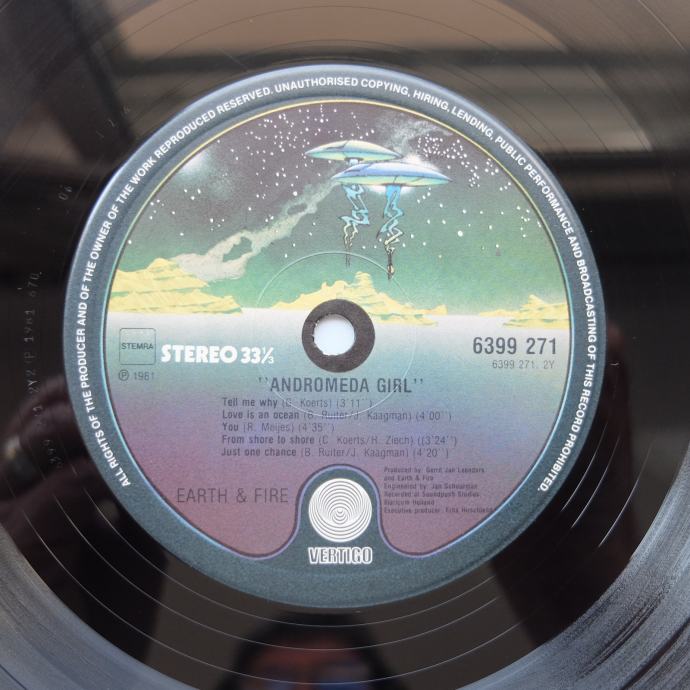 ALL RIGHTS OF THE PRODUCER AND OF THE OWNER OF THE WORK REPRODUCED RESERVED. UNAUTHORISED COPYING, HIRING, LENDING, PUBLIC PERFORMANCE AND BROADCASTING OF THIS RECORD PROHIBITED.
STEMRA
STEREO 33⅓
℗ 1981
6399 271
6399 271. 2Y
"ANDROMEDA GIRL"
Tell me why (C. Koerts) (3'11")
Love is an ocean (B. Ruiter/J. Kaagman) (4'00")
You (R. Meijes) (4'35")
From shore to shore (C. Koerts/H. Ziech) ((3'24")
Just one chance (B. Ruiter/J. Kaagman) (4'20")
EARTH & FIRE
Produced by: Gerrit Jan Leenders
and Earth & Fire
Engineered by: Jan Schuurman
Recorded at Soundpush Studios
Blaricum Holland
Executive producer:
VERTIGO